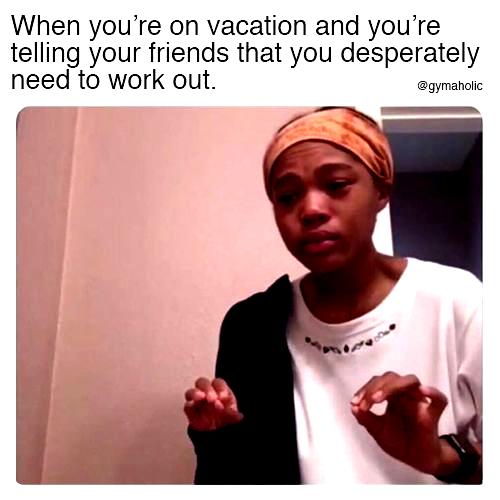 When you’re on vacation and you’re
telling your friends that you desperately
need to work out.
@gymaholic